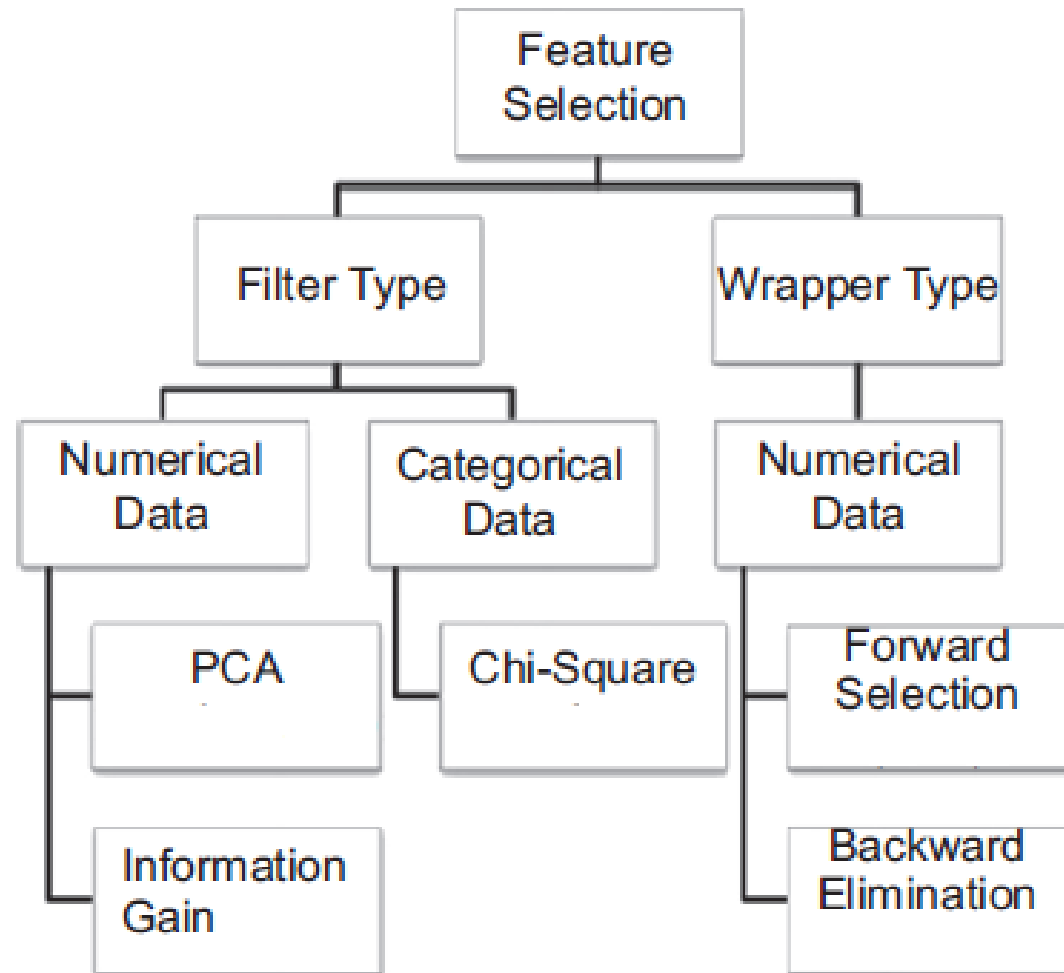 Feature
Selection
Filter Type
Wrapper Type
Numerical
Data
Categorical
Data
Numerical
Data
PCA
Chi-Square
Forward
Selection
Information
Gain
Backward
Elimination